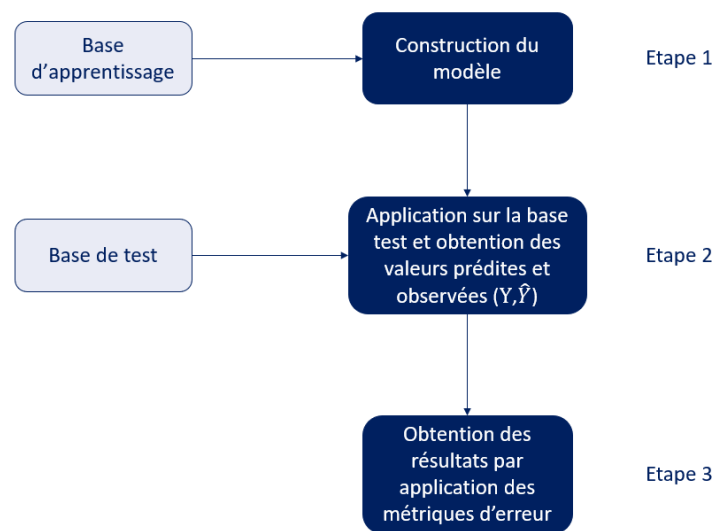 Base
d'apprentissage
Construction du
modèle
Etape 1
Base de test
Application sur la base
test et obtention des
valeurs prédites et
observées (Y,Ŷ)
Etape 2
Obtention des
résultats par
application des
métriques d'erreur
Etape 3